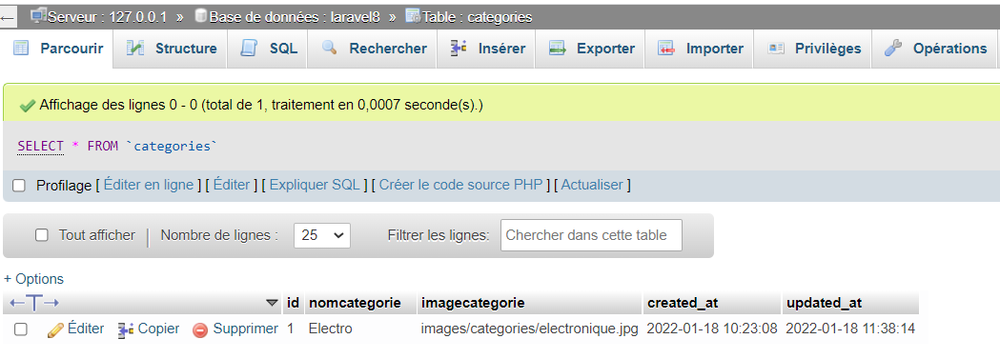 Serveur : 127.0.0.1 » Base de données : laravel8 » Table : categories
Parcourir Structure SQL Rechercher Insérer Exporter Importer Privilèges Opérations
Affichage des lignes 0 - 0 (total de 1, traitement en 0,0007 seconde(s).)
SELECT * FROM `categories`
Profilage [ Éditer en ligne ] [ Éditer ] [ Expliquer SQL ] [ Créer le code source PHP ] [ Actualiser ]
Tout afficher Nombre de lignes : 25 Filtrer les lignes: Chercher dans cette table
+ Options
id nomcategorie imagecategorie created_at updated_at
Éditer Copier Supprimer 1 Electro images/categories/electronique.jpg 2022-01-18 10:23:08 2022-01-18 11:38:14